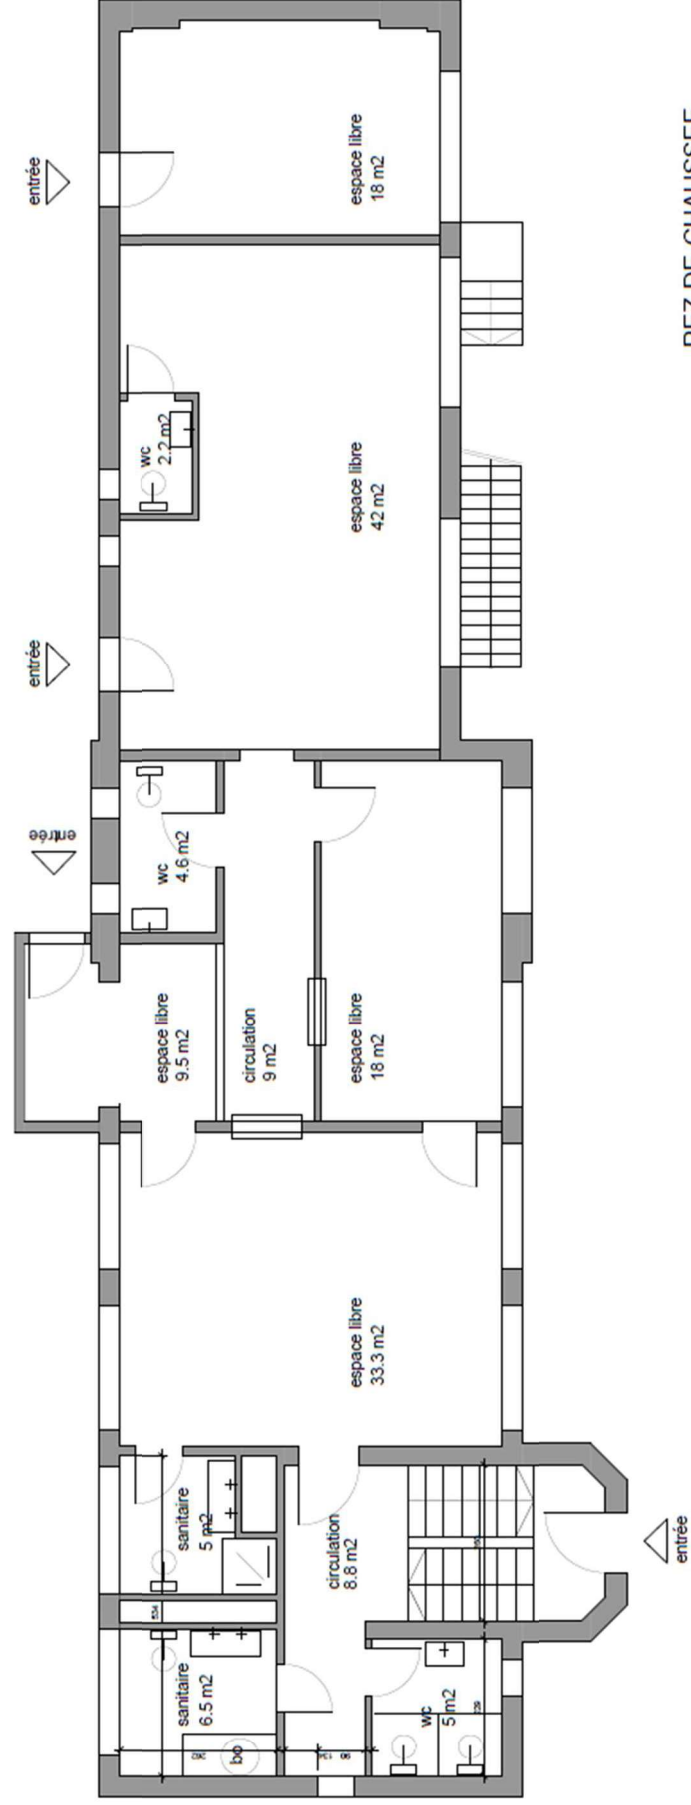 REZ DE CHAUSSEE
entrée
espace libre
18 m2
wc
2.2 m2
espace libre
42 m2
entrée
entrée
wc
4.6 m2
espace libre
9.5 m2
circulation
9 m2
espace libre
18 m2
espace libre
33.3 m2
sanitaire
5 m2
circulation
8.8 m2
entrée
sanitaire
6.5 m2
bo
wc
5 m2